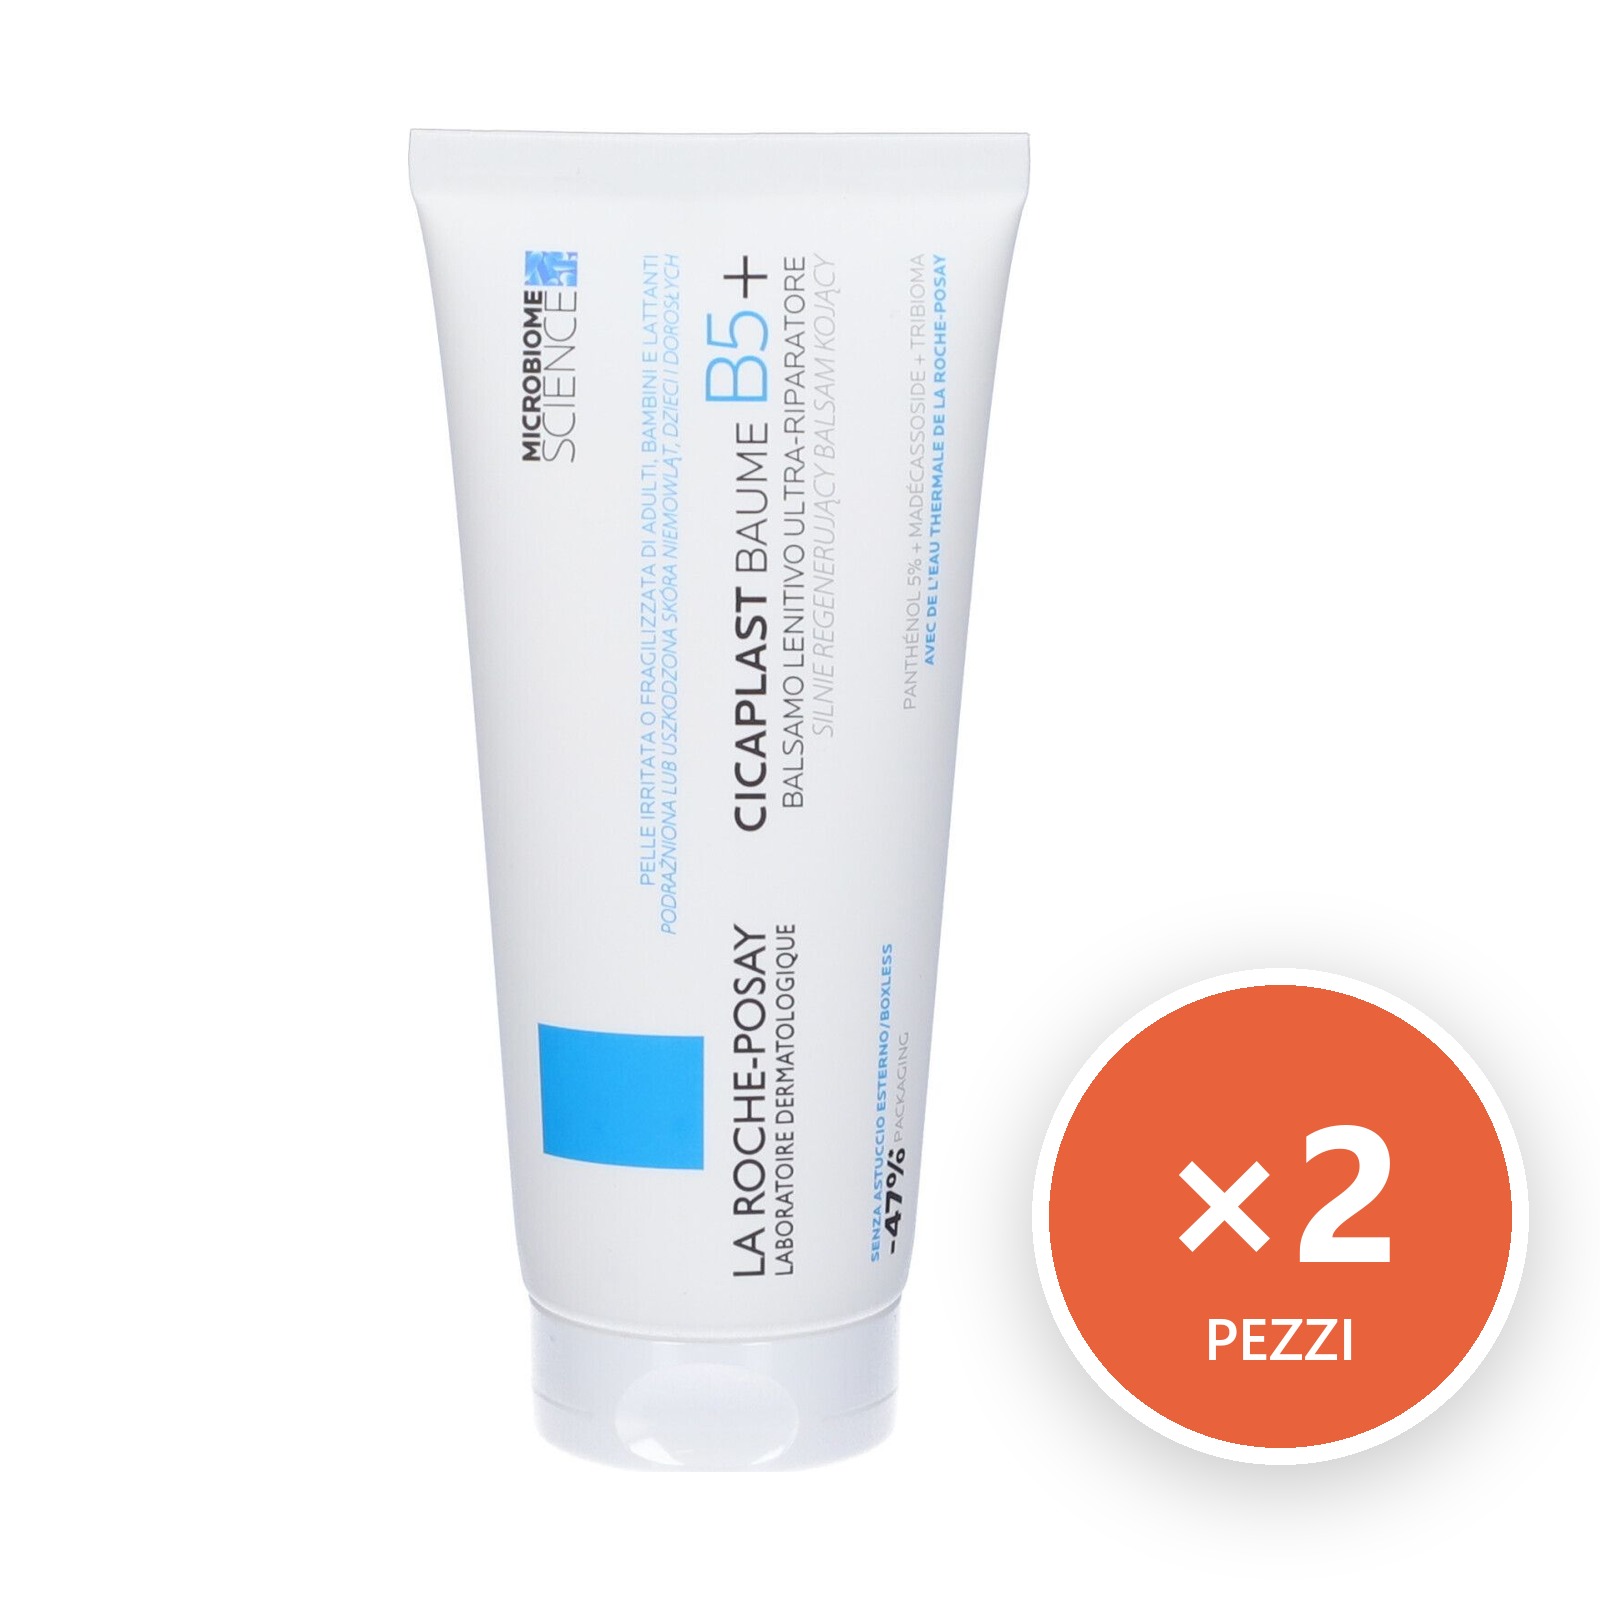 MICROBIOME
SCIENCE
PELLE IRRITATA O FRAGILIZZATA DI ADULTI, BAMBINI E LATTANTI
PODRAŻNIONA LUB USZKODZONA SKÓRA NIEMOWLĄT, DZIECI I DOROSŁYCH
LA ROCHE-POSAY
LABORATOIRE DERMATOLOGIQUE
CICAPLAST BAUME B5+
BALSAMO LENITIVO ULTRA-RIPARATORE
SILNIE REGENERUJĄCY BALSAM KOJĄCY
SENZA ASTUCCIO ESTERNO/BOXLESS
-47% PACKAGING
PANTHÉNOL 5% + MADÉCASSOSIDE + TRIBIOMA
AVEC DE L'EAU THERMALE DE LA ROCHE-POSAY
×2
PEZZI